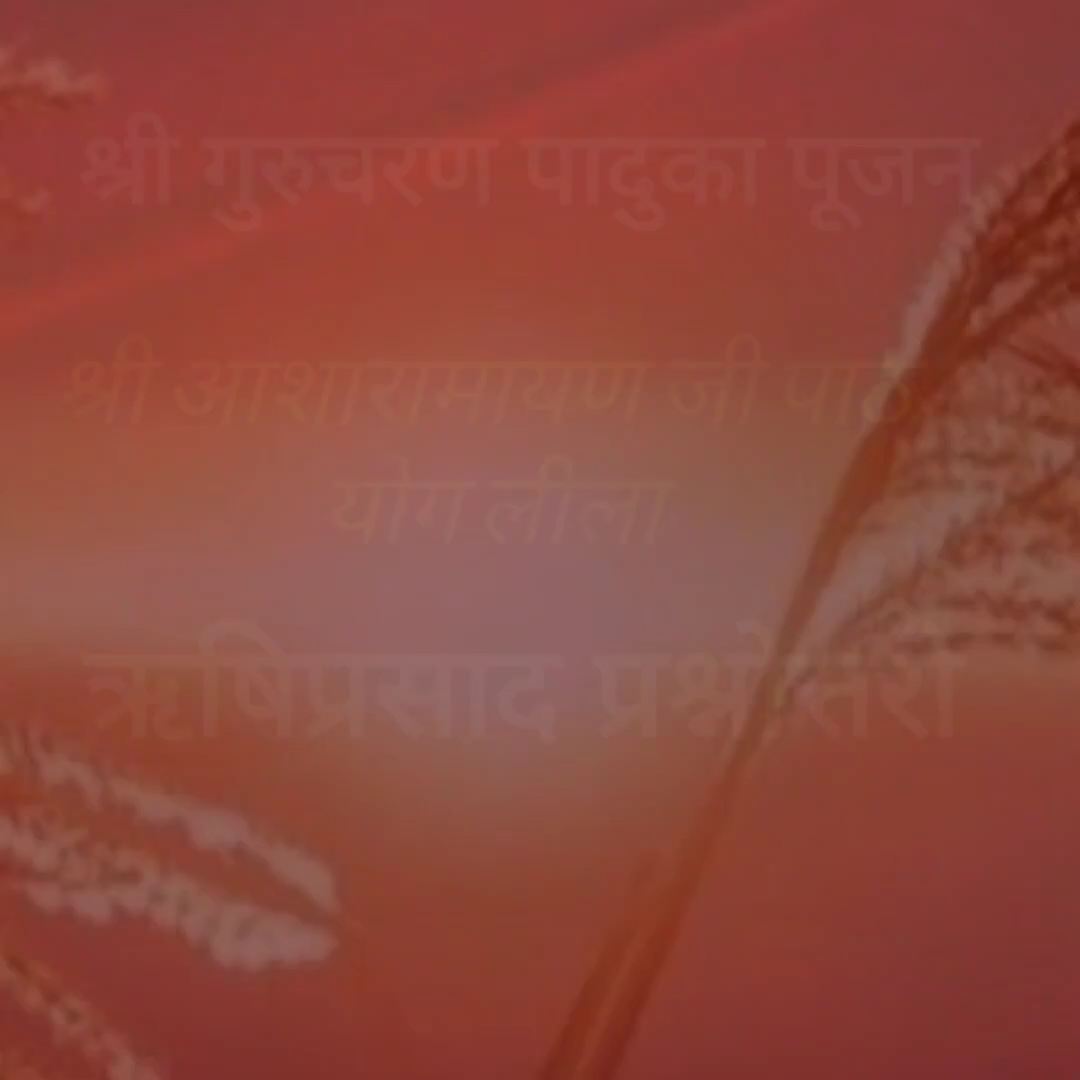 श्री गुरुचरण पादुका पूजन्
श्री आशारामायण जी पाठ
योग लीला
ऋषिप्रसाद प्रश्नोत्तरी